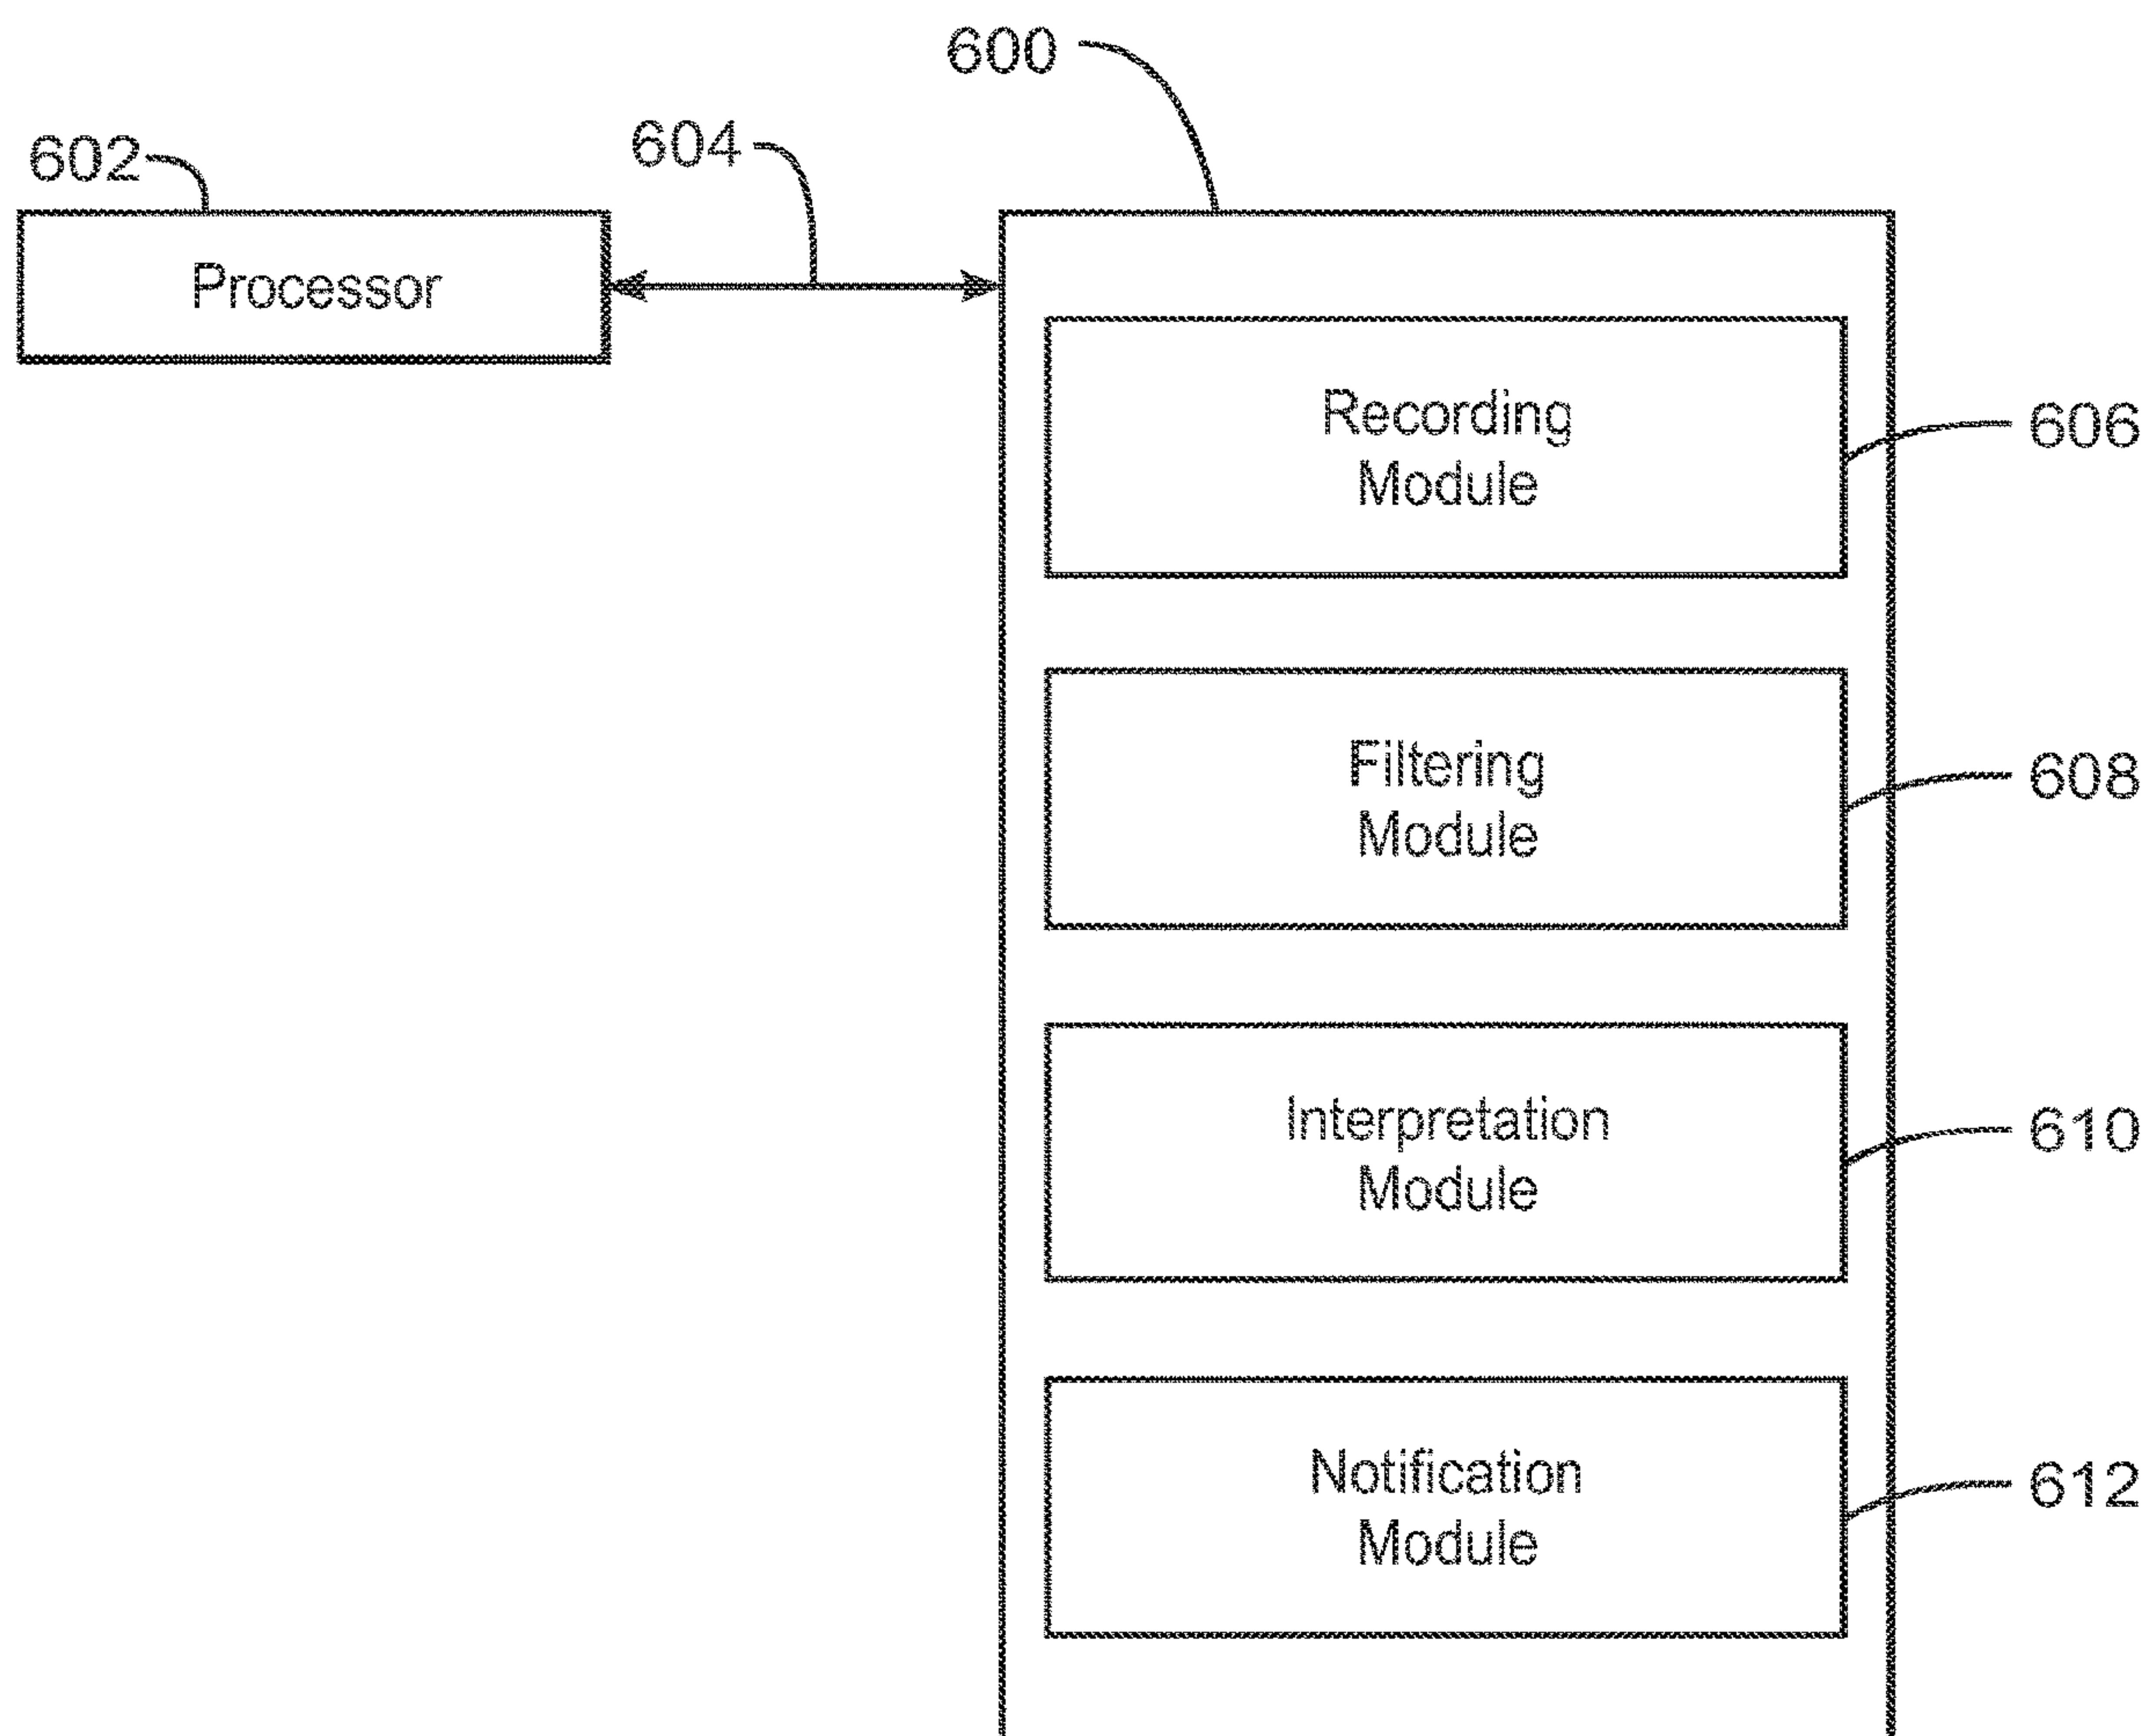 600
602
604
Processor
Recording
Module
606
Filtering
Module
608
Interpretation
Module
610
Notification
Module
612